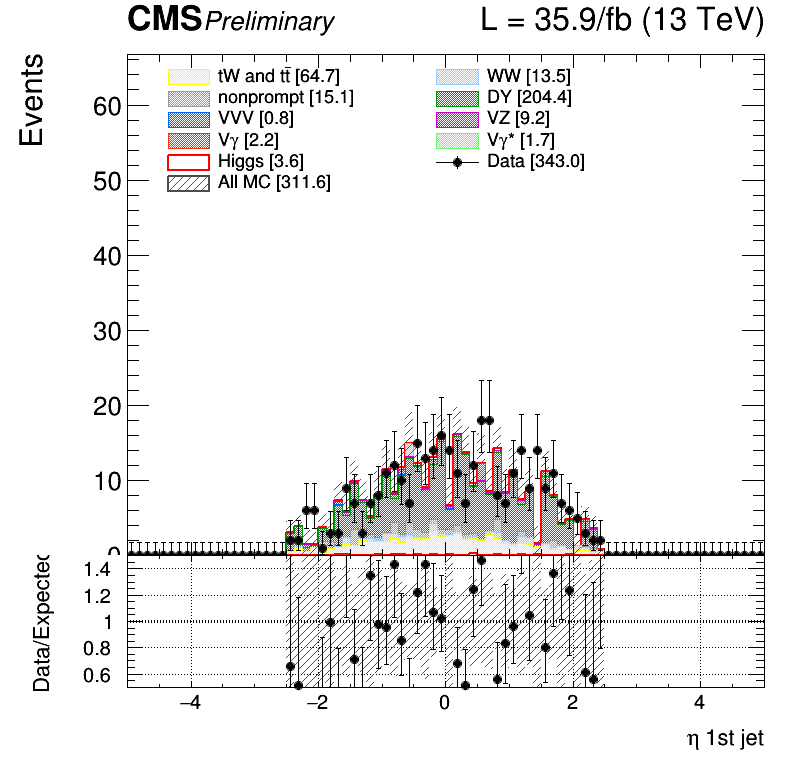 CMS Preliminary L = 35.9/fb (13 TeV)
Events
tW and tt̄ [64.7] WW [13.5]
nonprompt [15.1] DY [204.4]
VVV [0.8] VZ [9.2]
Vγ [2.2] Vγ* [1.7]
Higgs [3.6] Data [343.0]
All MC [311.6]
60
50
40
30
20
10
0
Data/Expected
1.4
1.2
1
0.8
0.6
−4 −2 0 2 4
η 1st jet